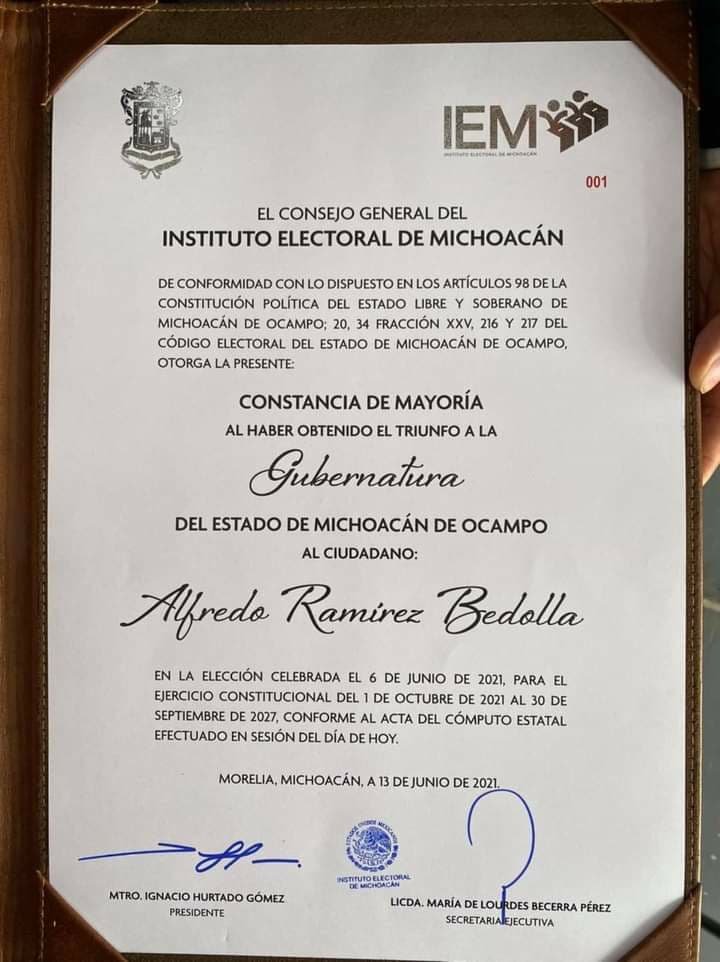 IEM
INSTITUTO ELECTORAL DE MICHOACÁN
001
EL CONSEJO GENERAL DEL
INSTITUTO ELECTORAL DE MICHOACÁN
DE CONFORMIDAD CON LO DISPUESTO EN LOS ARTÍCULOS 98 DE LA
CONSTITUCIÓN POLÍTICA DEL ESTADO LIBRE Y SOBERANO DE
MICHOACÁN DE OCAMPO; 20, 34 FRACCIÓN XXV, 216 Y 217 DEL
CÓDIGO ELECTORAL DEL ESTADO DE MICHOACÁN DE OCAMPO,
OTORGA LA PRESENTE:
CONSTANCIA DE MAYORÍA
AL HABER OBTENIDO EL TRIUNFO A LA
Gubernatura
DEL ESTADO DE MICHOACÁN DE OCAMPO
AL CIUDADANO:
Alfredo Ramírez Bedolla
EN LA ELECCIÓN CELEBRADA EL 6 DE JUNIO DE 2021, PARA EL
EJERCICIO CONSTITUCIONAL DEL 1 DE OCTUBRE DE 2021 AL 30 DE
SEPTIEMBRE DE 2027, CONFORME AL ACTA DEL CÓMPUTO ESTATAL
EFECTUADO EN SESIÓN DEL DÍA DE HOY.
MORELIA, MICHOACÁN, A 13 DE JUNIO DE 2021.
ESTADOS UNIDOS MEXICANOS
INSTITUTO ELECTORAL
DE MICHOACÁN
MTRO. IGNACIO HURTADO GÓMEZ
PRESIDENTE
LICDA. MARÍA DE LOURDES BECERRA PÉREZ
SECRETARIA EJECUTIVA